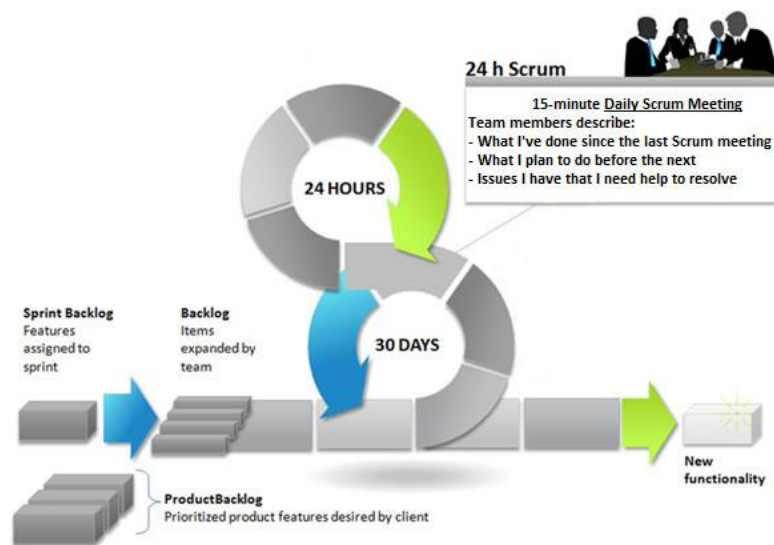 24 h Scrum
15-minute Daily Scrum Meeting
Team members describe:
- What I've done since the last Scrum meeting
- What I plan to do before the next
- Issues I have that I need help to resolve
24 HOURS
30 DAYS
Sprint Backlog
Features
assigned to
sprint
Backlog
Items
expanded by
team
New
functionality
ProductBacklog
Prioritized product features desired by client